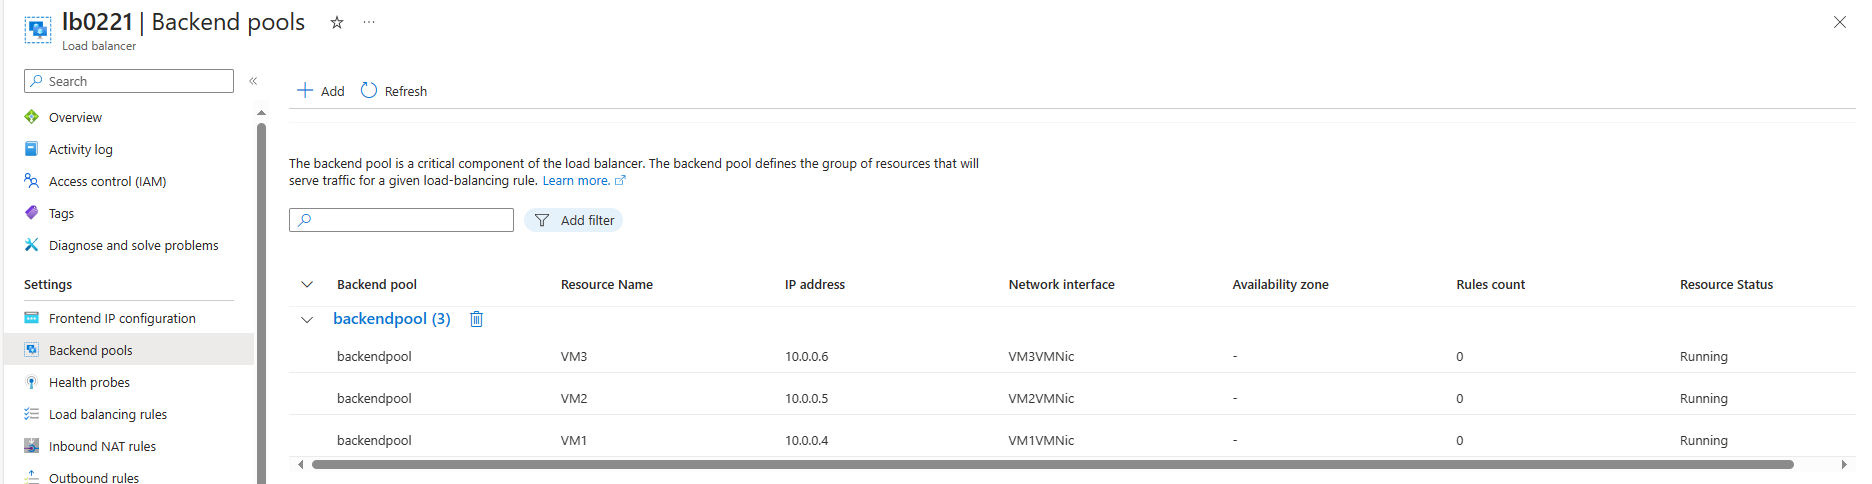 lb0221 | Backend pools ☆ ···
Load balancer
Search «
Overview
Activity log
Access control (IAM)
Tags
Diagnose and solve problems
Settings
Frontend IP configuration
Backend pools
Health probes
Load balancing rules
Inbound NAT rules
Outbound rules
Add Refresh
The backend pool is a critical component of the load balancer. The backend pool defines the group of resources that will
serve traffic for a given load-balancing rule. Learn more.
Add filter
Backend pool Resource Name IP address Network interface Availability zone Rules count Resource Status
backendpool (3)
backendpool VM3 10.0.0.6 VM3VMNic - 0 Running
backendpool VM2 10.0.0.5 VM2VMNic - 0 Running
backendpool VM1 10.0.0.4 VM1VMNic - 0 Running